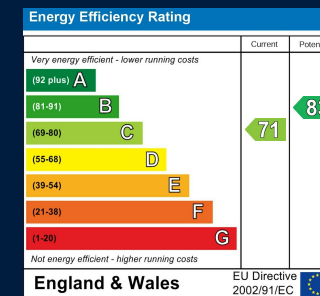 Energy Efficiency Rating
Current
Very energy efficient - lower running costs
(92 plus) A
(81-91) B
(69-80) C 71
(55-68) D
(39-54) E
(21-38) F
(1-20) G
Not energy efficient - higher running costs
England & Wales
EU Directive
2002/91/EC